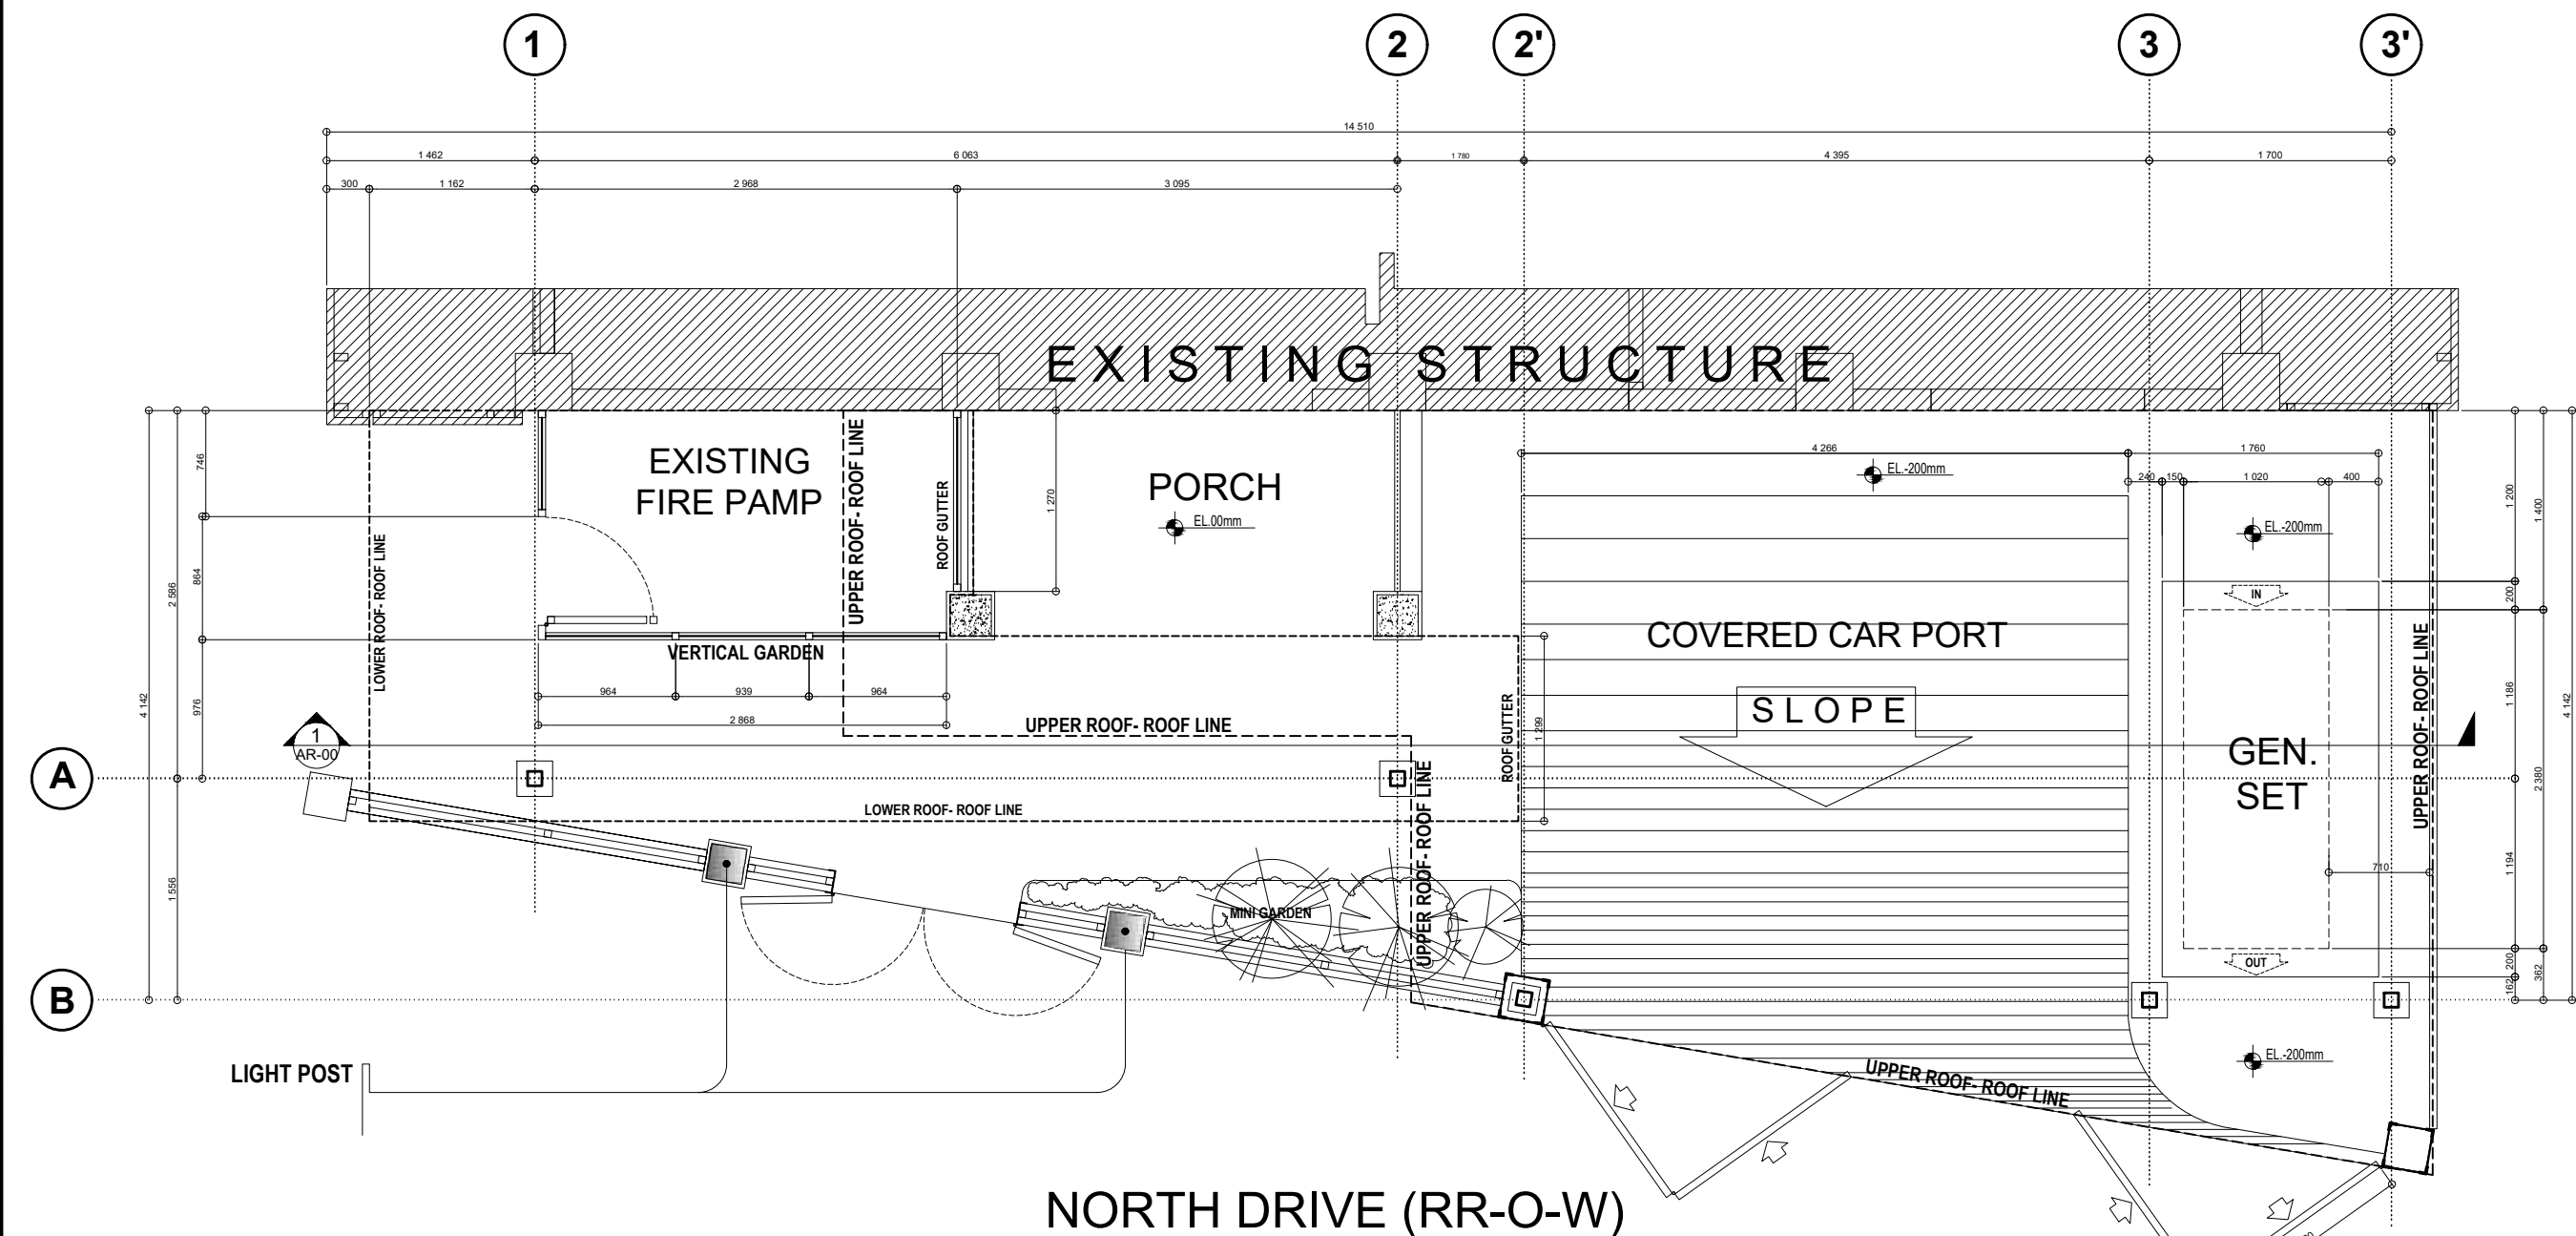 1
2
2'
3
3'
14 510
1 462
6 063
1 780
4 395
1 700
300
1 162
2 968
3 095
EXISTING STRUCTURE
EXISTING
FIRE PAMP
UPPER ROOF- ROOF LINE
ROOF GUTTER
PORCH
EL.00mm
1 270
4 266
1 760
EL.-200mm
240
150
1 020
400
EL.-200mm
746
864
976
2 586
4 142
1 556
LOWER ROOF- ROOF LINE
VERTICAL GARDEN
964
939
964
2 868
UPPER ROOF- ROOF LINE
COVERED CAR PORT
SLOPE
IN
GEN.
SET
OUT
710
UPPER ROOF- ROOF LINE
1 200
200
1 186
1 194
200
162
1 400
2 380
362
4 142
1
AR-00
A
ROOF GUTTER
1 299
UPPER ROOF- ROOF LINE
LOWER ROOF- ROOF LINE
MINI GARDEN
B
LIGHT POST
EL.-200mm
UPPER ROOF- ROOF LINE
NORTH DRIVE (RR-O-W)